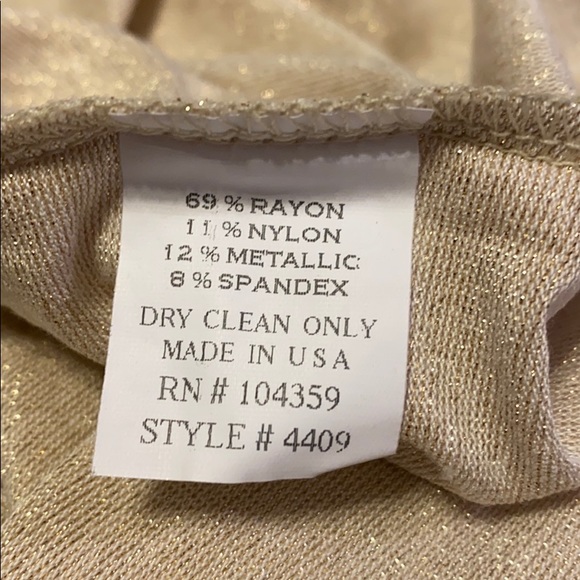 69 % RAYON
11 % NYLON
12 % METALLIC
8 % SPANDEX
DRY CLEAN ONLY
MADE IN U S A
RN # 104359
STYLE # 4409